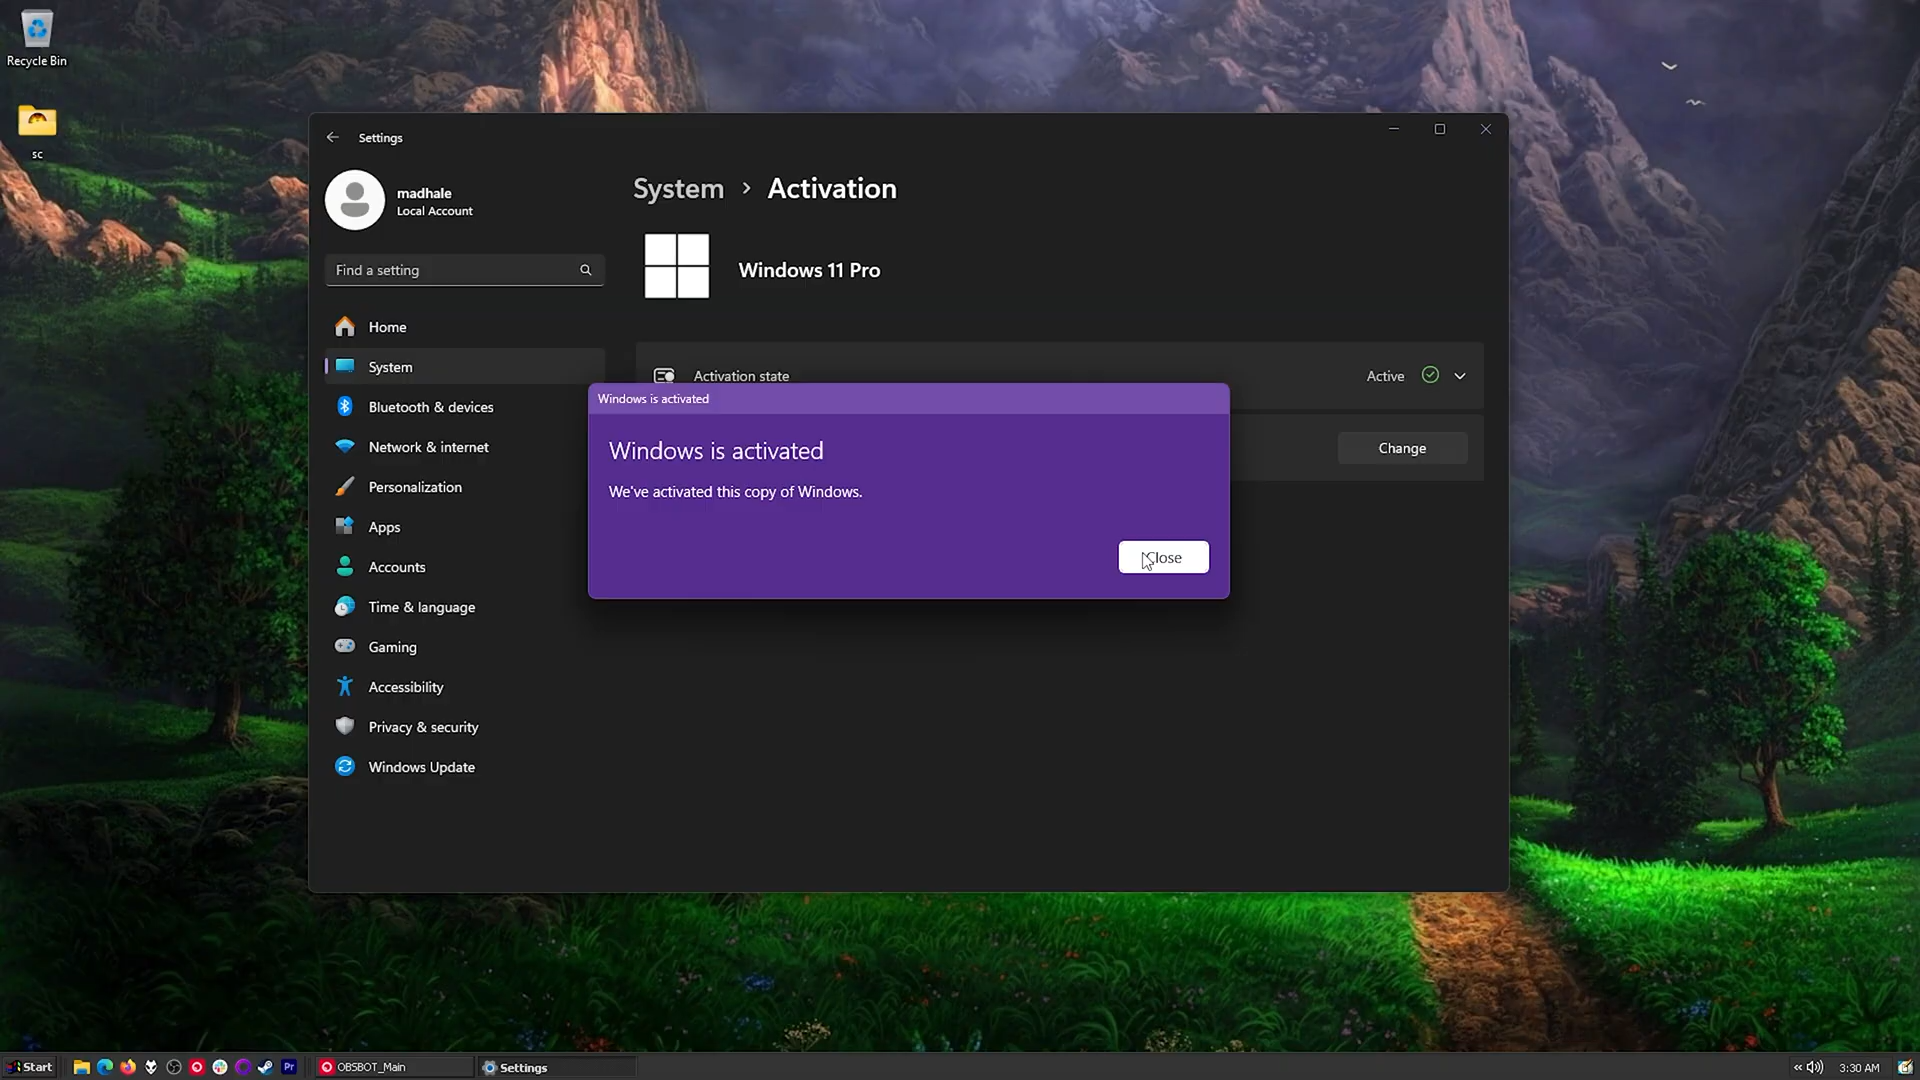 Recycle Bin
sc
Settings
madhale
Local Account
Find a setting
Home
System
Bluetooth & devices
Network & internet
Personalization
Apps
Accounts
Time & language
Gaming
Accessibility
Privacy & security
Windows Update
System > Activation
Windows 11 Pro
Activation state
Active
Change
Windows is activated
Windows is activated
We've activated this copy of Windows.
Close
Start
Pr
OBSBOT_Main
Settings
3:30 AM